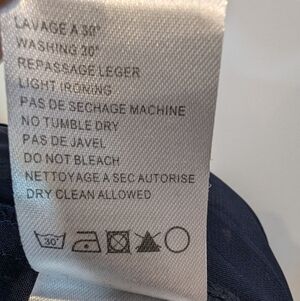 LAVAGE A 30°
WASHING 30°
REPASSAGE LEGER
LIGHT IRONING
PAS DE SECHAGE MACHINE
NO TUMBLE DRY
PAS DE JAVEL
DO NOT BLEACH
NETTOYAGE A SEC AUTORISE
DRY CLEAN ALLOWED
30°